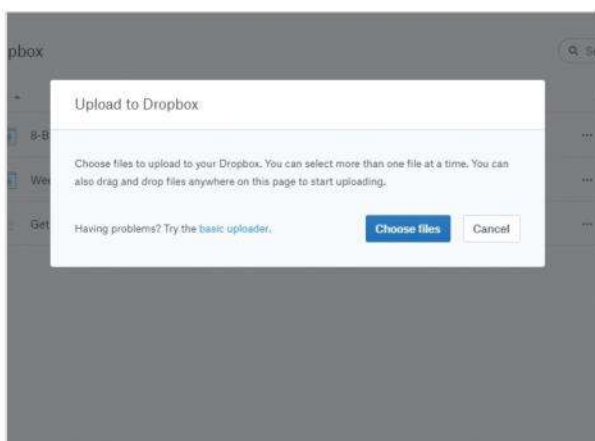 pbox
Upload to Dropbox
8-B
Choose files to upload to your Dropbox. You can select more than one file at a time. You can
also drag and drop files anywhere on this page to start uploading.
Get
Having problems? Try the basic uploader.
Choose files
Cancel